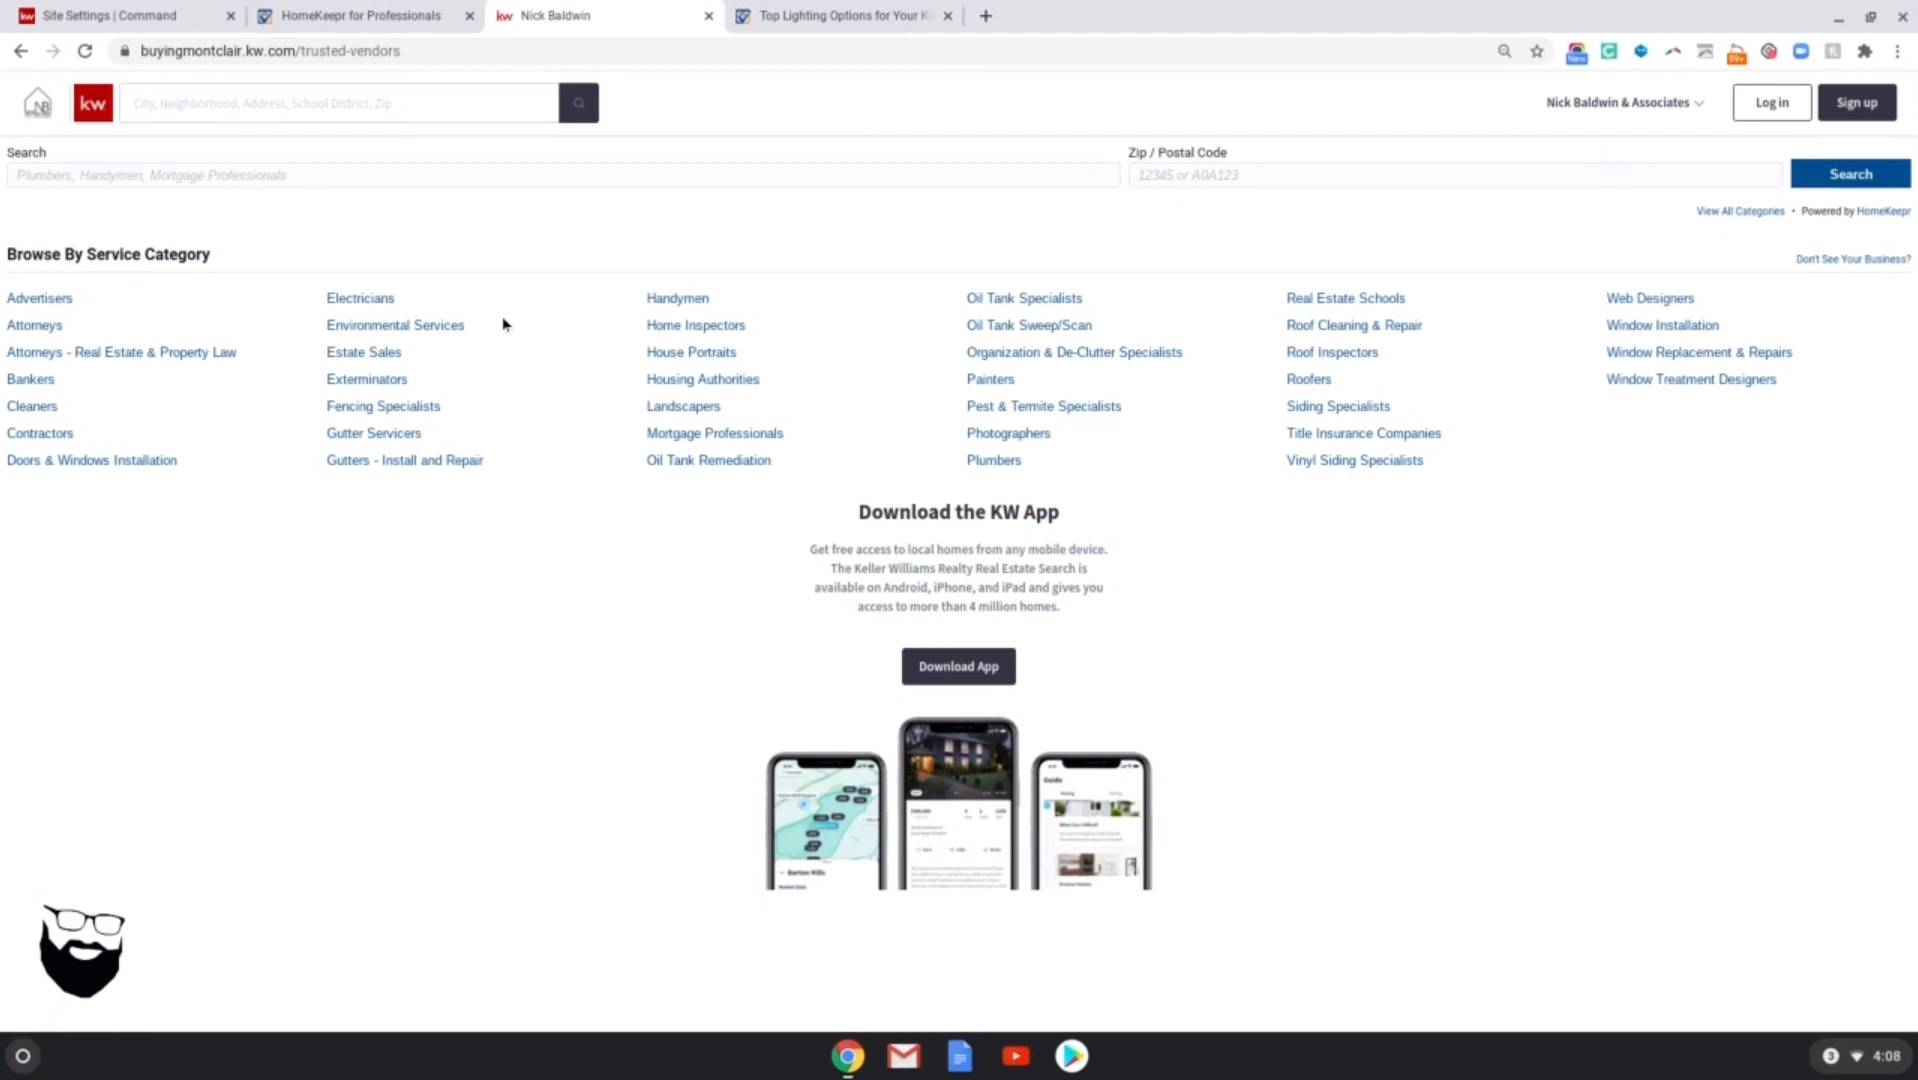 Site Settings | Command
HomeKeepr for Professionals
kw Nick Baldwin
Top Lighting Options for Your Ki
buyingmontclair.kw.com/trusted-vendors
New
99+
NB
kw
City, Neighborhood, Address, School District, Zip
Nick Baldwin & Associates
Log in
Sign up
Search
Zip / Postal Code
Plumbers, Handymen, Mortgage Professionals
12345 or A0A123
Search
View All Categories • Powered by HomeKeepr
Browse By Service Category
Don't See Your Business?
Advertisers
Attorneys
Attorneys - Real Estate & Property Law
Bankers
Cleaners
Contractors
Doors & Windows Installation
Electricians
Environmental Services
Estate Sales
Exterminators
Fencing Specialists
Gutter Servicers
Gutters - Install and Repair
Handymen
Home Inspectors
House Portraits
Housing Authorities
Landscapers
Mortgage Professionals
Oil Tank Remediation
Oil Tank Specialists
Oil Tank Sweep/Scan
Organization & De-Clutter Specialists
Painters
Pest & Termite Specialists
Photographers
Plumbers
Real Estate Schools
Roof Cleaning & Repair
Roof Inspectors
Roofers
Siding Specialists
Title Insurance Companies
Vinyl Siding Specialists
Web Designers
Window Installation
Window Replacement & Repairs
Window Treatment Designers
Download the KW App
Get free access to local homes from any mobile device.
The Keller Williams Realty Real Estate Search is
available on Android, iPhone, and iPad and gives you
access to more than 4 million homes.
Download App
Barton Hills
Guide
3
4:08